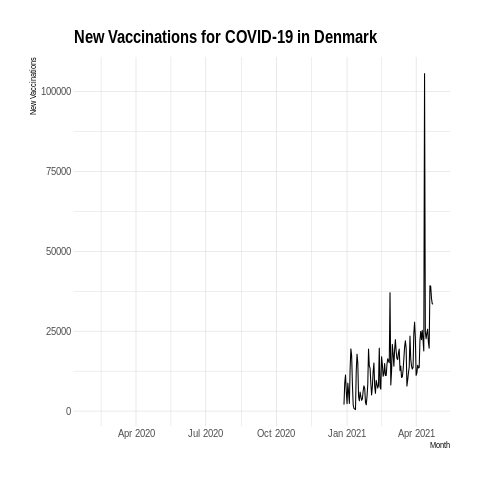 New Vaccinations for COVID-19 in Denmark
New Vaccinations
100000
75000
50000
25000
0
Apr 2020 Jul 2020 Oct 2020 Jan 2021 Apr 2021
Month